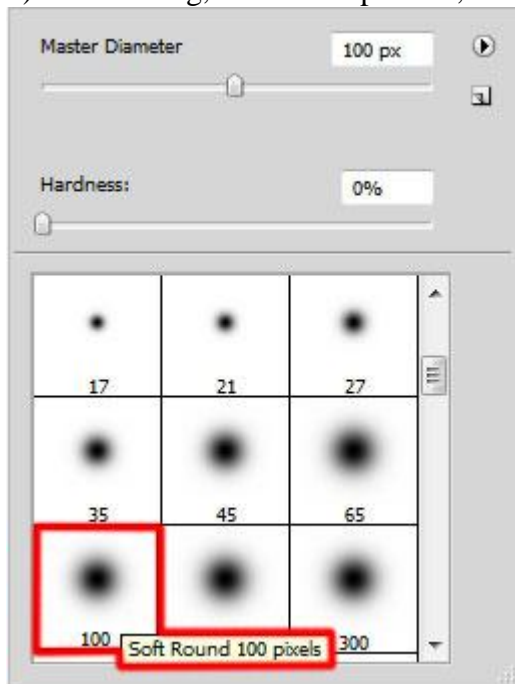 Master Diameter 100 px
Hardness: 0%
17 21 27
35 45 65
100 300
Soft Round 100 pixels